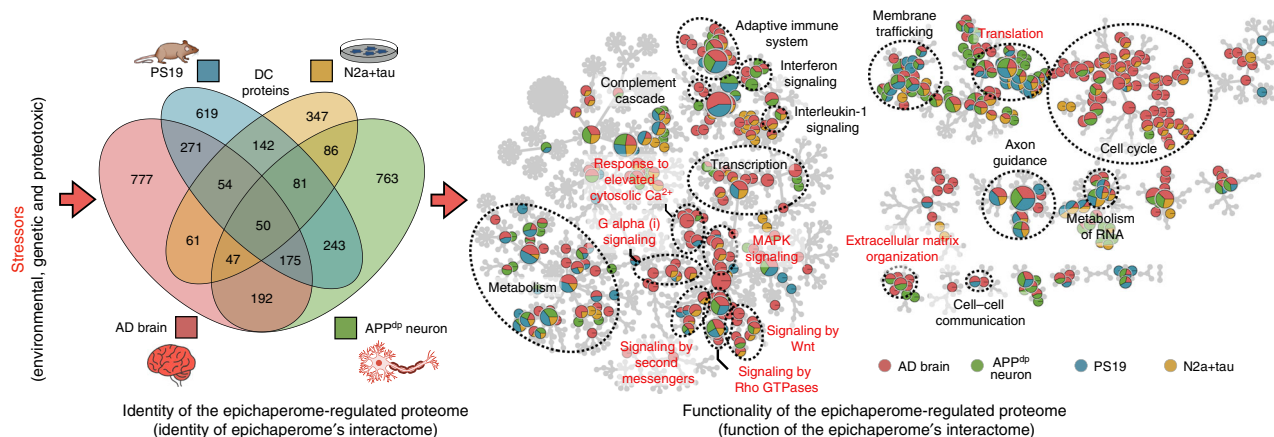 Stressors
(environmental, genetic and proteotoxic)
PS19
DC
proteins
N2a+tau
619
347
271
142
86
777
54
81
763
50
61
47
175
243
192
AD brain
APPdp neuron
Identity of the epichaperome-regulated proteome
(identity of epichaperome's interactome)
Adaptive immune
system
Interferon
signaling
Complement
cascade
Interleukin-1
signaling
Response to
elevated
cytosolic Ca2+
Transcription
G alpha (i)
signaling
MAPK
signaling
Metabolism
Signaling by
second
messengers
Signaling by
Wnt
Signaling by
Rho GTPases
Membrane
trafficking
Translation
Axon
guidance
Cell cycle
Metabolism
of RNA
Extracellular matrix
organization
Cell–cell
communication
AD brain
APPdp
neuron
PS19
N2a+tau
Functionality of the epichaperome-regulated proteome
(function of the epichaperome's interactome)